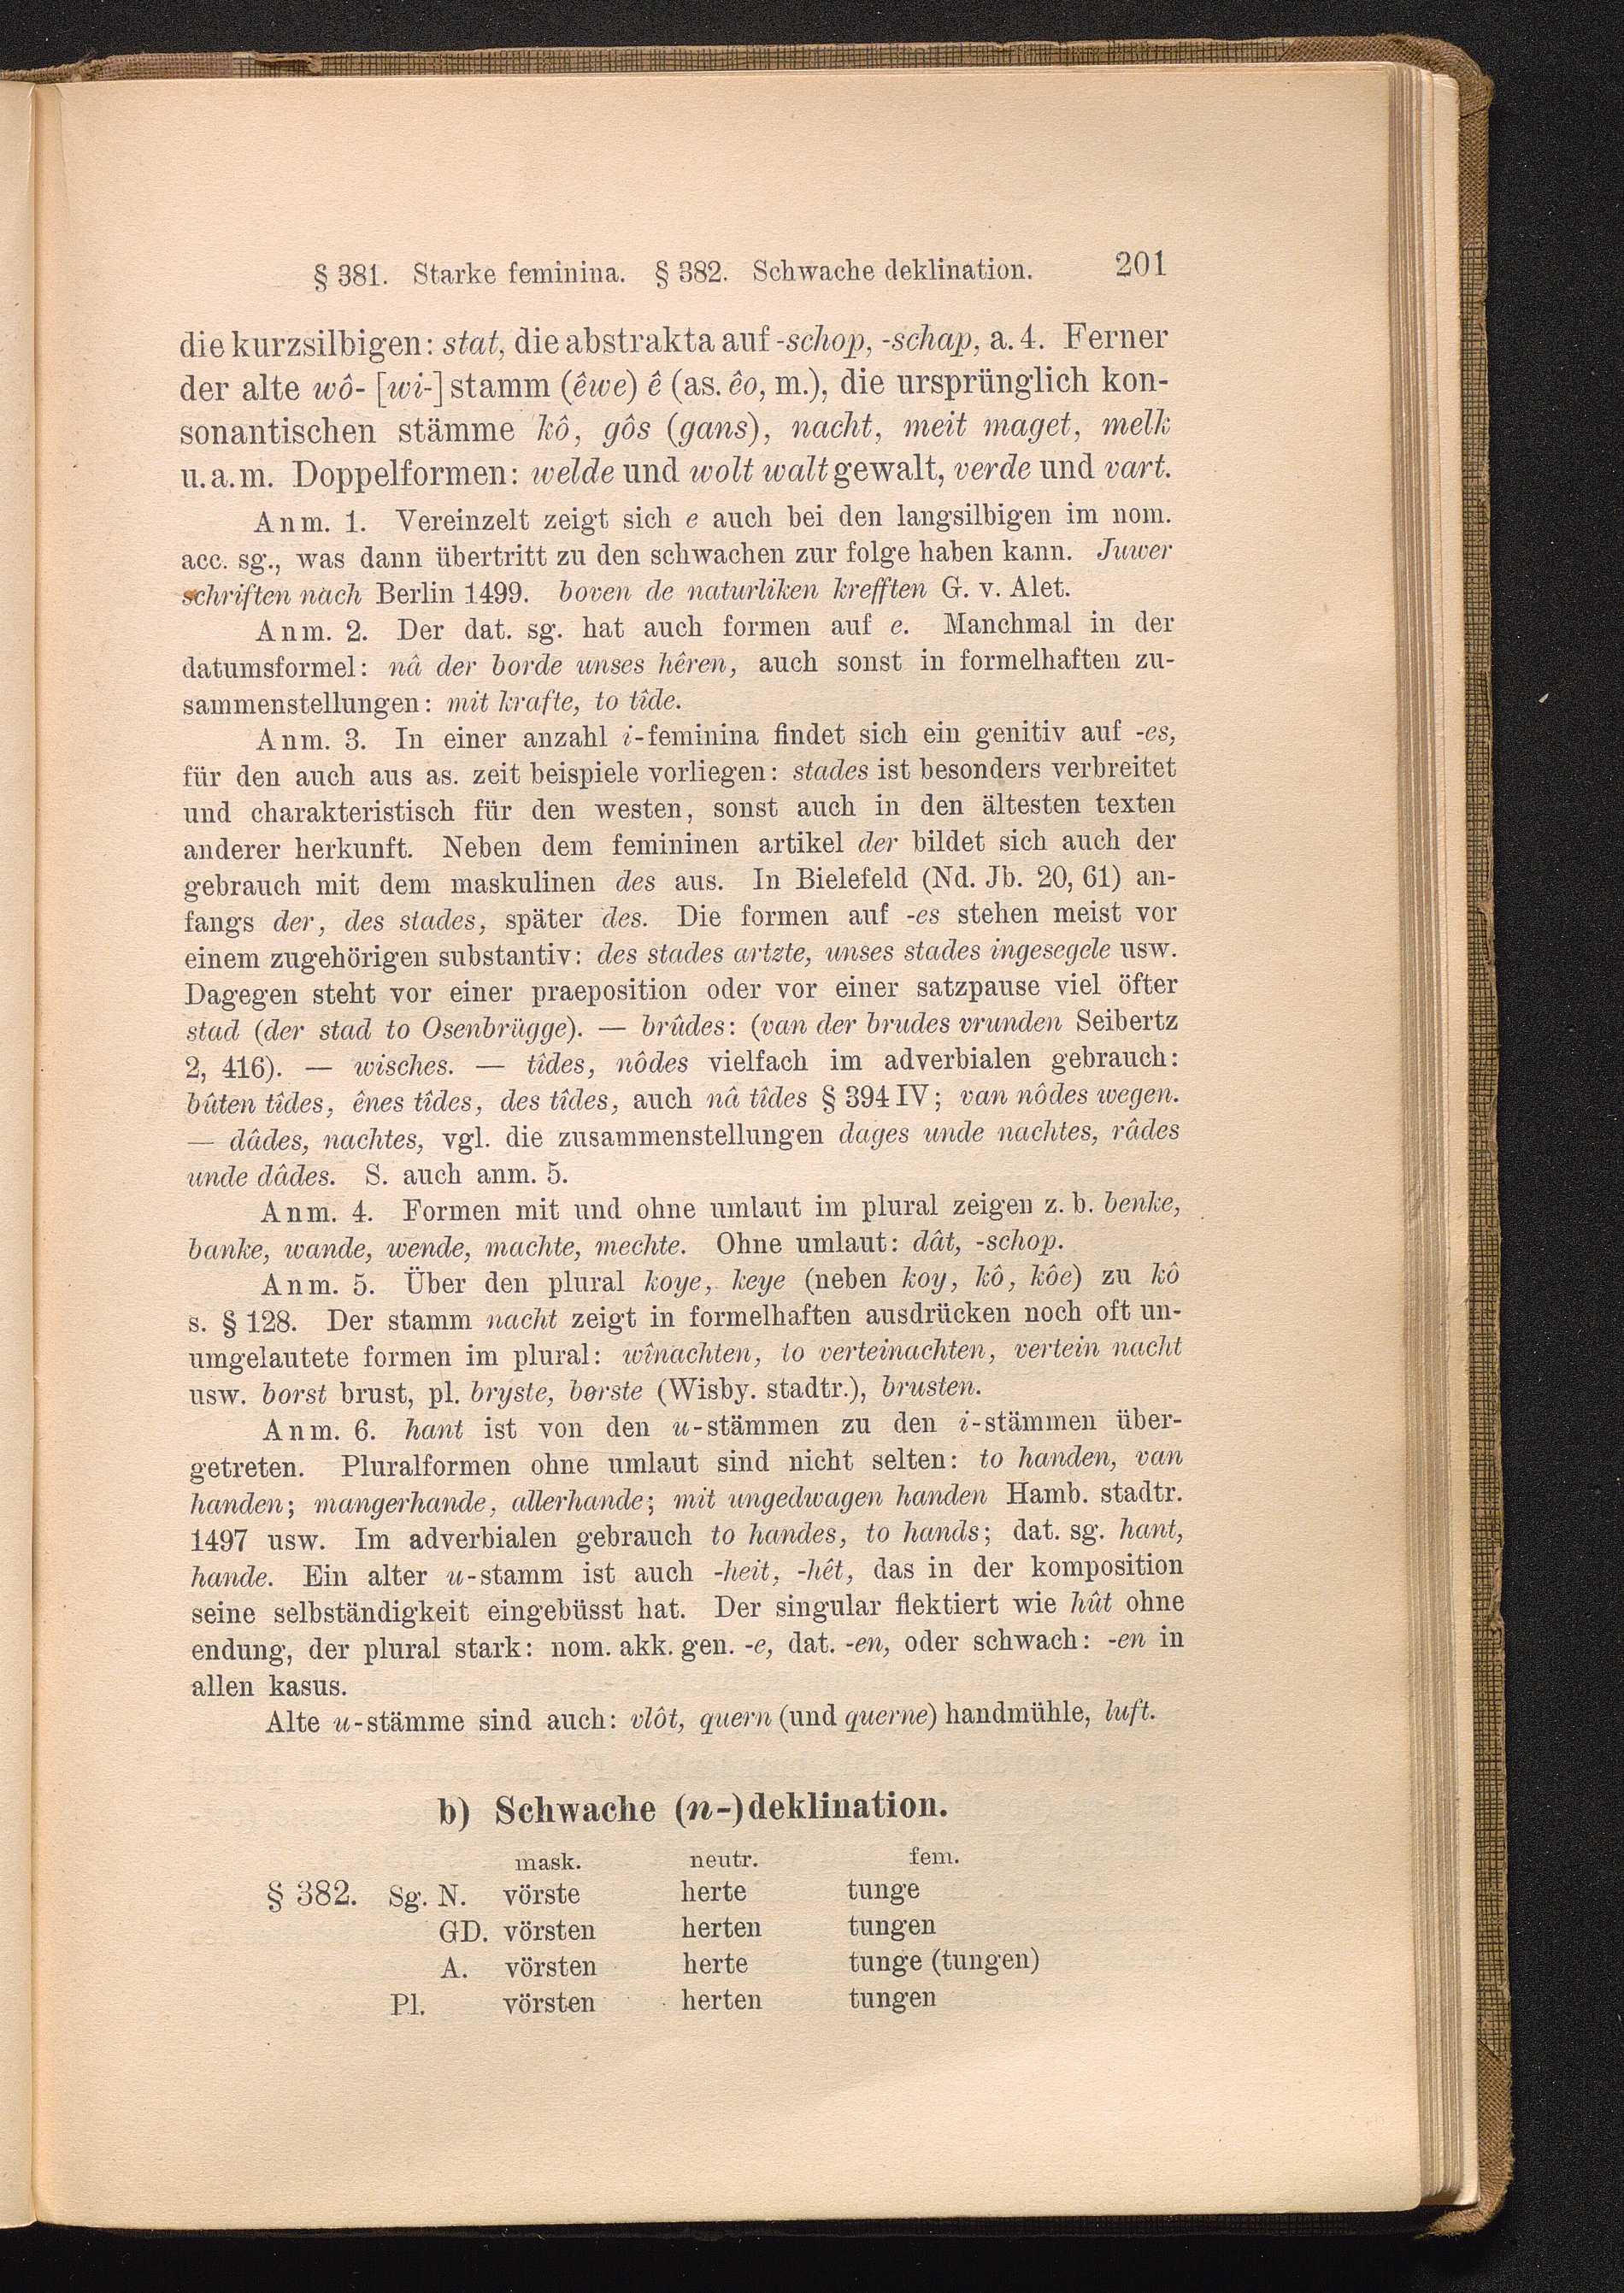 § 381. Starke feminina. § 382. Schwache deklination. 201
die kurzsilbigen: stat, die abstrakta auf -schop, -schap, a. 4. Ferner
der alte wô- [wi-] stamm (êwe) ê (as. êo, m.), die ursprünglich kon-
sonantischen stämme kô, gôs (gans), nacht, meit maget, melk
u. a. m. Doppelformen: welde und wolt walt gewalt, verde und vart.
Anm. 1. Vereinzelt zeigt sich e auch bei den langsilbigen im nom.
acc. sg., was dann übertritt zu den schwachen zur folge haben kann. Juwer
schriften nach Berlin 1499. boven de naturliken krefften G. v. Alet.
Anm. 2. Der dat. sg. hat auch formen auf e. Manchmal in der
datumsformel: nâ der borde unses hêren, auch sonst in formelhaften zu-
sammenstellungen: mit krafte, to tîde.
Anm. 3. In einer anzahl i-feminina findet sich ein genitiv auf -es,
für den auch aus as. zeit beispiele vorliegen: stades ist besonders verbreitet
und charakteristisch für den westen, sonst auch in den ältesten texten
anderer herkunft. Neben dem femininen artikel der bildet sich auch der
gebrauch mit dem maskulinen des aus. In Bielefeld (Nd. Jb. 20, 61) an-
fangs der, des stades, später des. Die formen auf -es stehen meist vor
einem zugehörigen substantiv: des stades artzte, unses stades ingesegele usw.
Dagegen steht vor einer praeposition oder vor einer satzpause viel öfter
stad (der stad to Osenbrügge). — brûdes: (van der brudes vrunden Seibertz
2, 416). — wisches. — tîdes, nôdes vielfach im adverbialen gebrauch:
bûten tîdes, ênes tîdes, des tîdes, auch nâ tîdes § 394 IV; van nôdes wegen.
— dâdes, nachtes, vgl. die zusammenstellungen dages unde nachtes, râdes
unde dâdes. S. auch anm. 5.
Anm. 4. Formen mit und ohne umlaut im plural zeigen z. b. benke,
banke, wande, wende, machte, mechte. Ohne umlaut: dât, -schop.
Anm. 5. Über den plural koye, keye (neben koy, kô, kôe) zu kô
s. § 128. Der stamm nacht zeigt in formelhaften ausdrücken noch oft un-
umgelautete formen im plural: wînachten, to verteinachten, vertein nacht
usw. borst brust, pl. bryste, børste (Wisby. stadtr.), brusten.
Anm. 6. hant ist von den u-stämmen zu den i-stämmen über-
getreten. Pluralformen ohne umlaut sind nicht selten: to handen, van
handen; mangerhande, allerhande; mit ungedwagen handen Hamb. stadtr.
1497 usw. Im adverbialen gebrauch to handes, to hands; dat. sg. hant,
hande. Ein alter u-stamm ist auch -heit, -hêt, das in der komposition
seine selbständigkeit eingebüsst hat. Der singular flektiert wie hût ohne
endung, der plural stark: nom. akk. gen. -e, dat. -en, oder schwach: -en in
allen kasus.
Alte u-stämme sind auch: vlôt, quern (und querne) handmühle, luft.
b) Schwache (n-)deklination.
mask. neutr. fem.
§ 382. Sg. N. vörste herte tunge
GD. vörsten herten tungen
A. vörsten herte tunge (tungen)
Pl. vörsten herten tungen